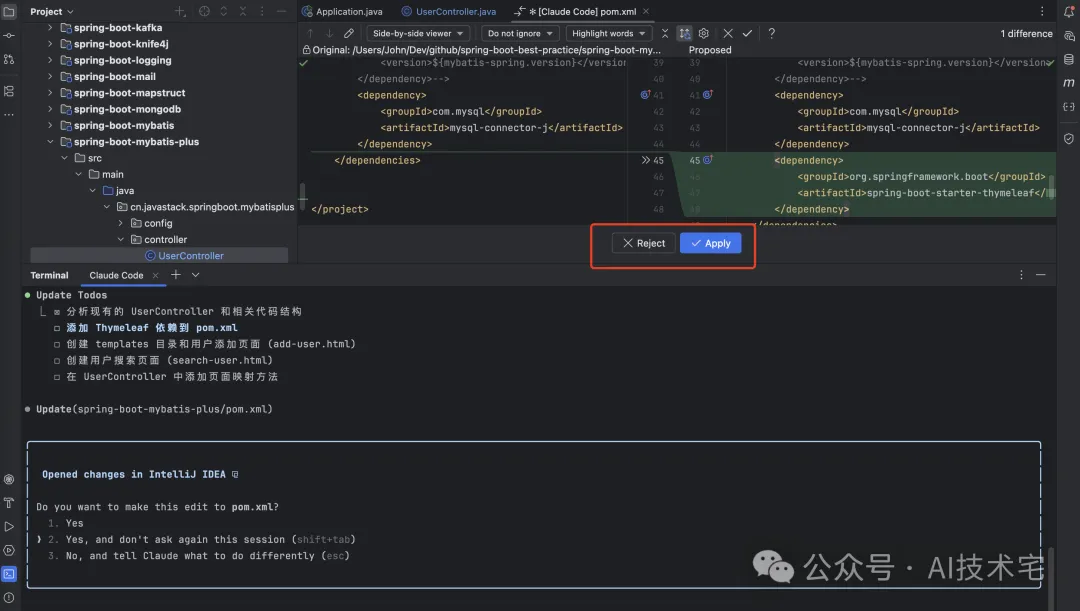 Project
Application.java
UserController.java
* [Claude Code] pom.xml
spring-boot-kafka
spring-boot-knife4j
spring-boot-logging
spring-boot-mail
spring-boot-mapstruct
spring-boot-mongodb
spring-boot-mybatis
spring-boot-mybatis-plus
src
main
java
cn.javastack.springboot.mybatisplus
config
controller
UserController
Side-by-side viewer
Do not ignore
Highlight words
?
1 difference
Original: /Users/John/Dev/github/spring-boot-best-practice/spring-boot-my...
Proposed
<version>${mybatis-spring.version}</version
39
</dependency>-->
40
<dependency>
41
<groupId>com.mysql</groupId>
42
<artifactId>mysql-connector-j</artifactId>
43
</dependency>
44
</dependencies>
45
46
47
</project>
48
39
<version>${mybatis-spring.version}</version>
40
</dependency>-->
41
<dependency>
42
<groupId>com.mysql</groupId>
43
<artifactId>mysql-connector-j</artifactId>
44
</dependency>
45
<dependency>
46
<groupId>org.springframework.boot</groupId>
47
<artifactId>spring-boot-starter-thymeleaf</
</dependency>
</dependencies>
Reject
Apply
Terminal
Claude Code
Update Todos
分析现有的 UserController 和相关代码结构
添加 Thymeleaf 依赖到 pom.xml
创建 templates 目录和用户添加页面 (add-user.html)
创建用户搜索页面 (search-user.html)
在 UserController 中添加页面映射方法
Update(spring-boot-mybatis-plus/pom.xml)
Opened changes in IntelliJ IDEA
Do you want to make this edit to pom.xml?
1. Yes
❯ 2. Yes, and don't ask again this session (shift+tab)
3. No, and tell Claude what to do differently (esc)
公众号 · AI技术宅